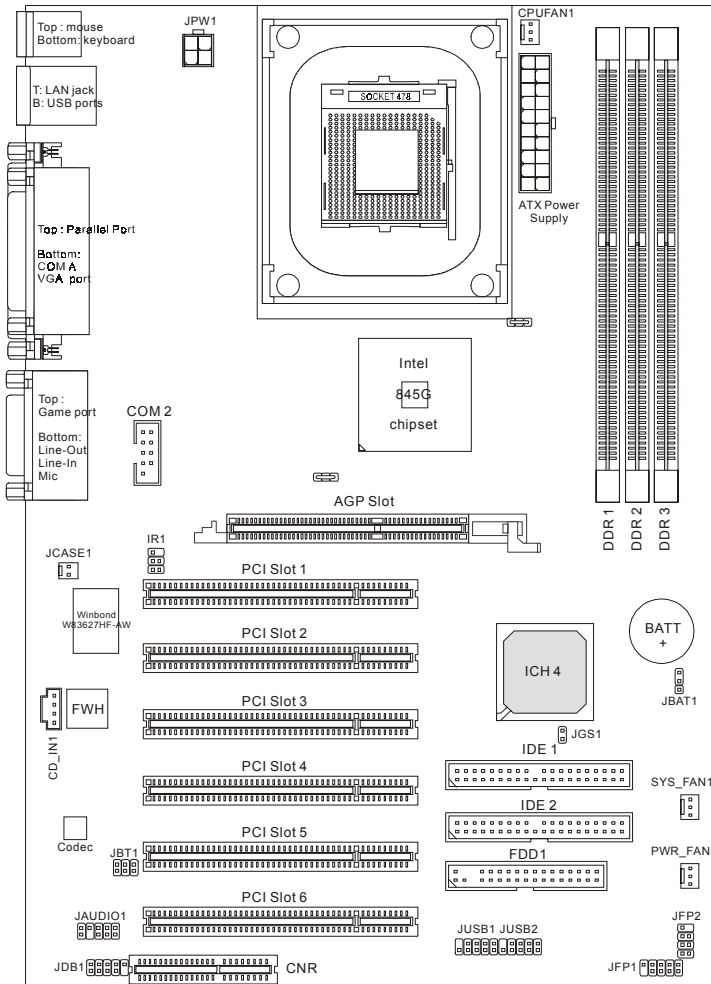 Top : mouse
Bottom: keyboard
JPW1
CPUFAN1
T: LAN jack
B: USB ports
SOCKET 478
ATX Power
Supply
Top : Parallel Port
Bottom:
COM A
VGA port
Intel
845G
chipset
Top :
Game port
Bottom:
Line-Out
Line-In
Mic
COM 2
DDR 1
DDR 2
DDR 3
AGP Slot
IR1
JCASE1
PCI Slot 1
Winbond
W83627HF-AW
PCI Slot 2
BATT
+
ICH 4
JBAT1
FWH
CD_IN1
PCI Slot 3
JGS1
IDE 1
PCI Slot 4
SYS_FAN1
IDE 2
Codec
JBT1
PCI Slot 5
FDD1
PWR_FAN
PCI Slot 6
JAUDIO1
JUSB1 JUSB2
JFP2
JDB1
CNR
JFP1